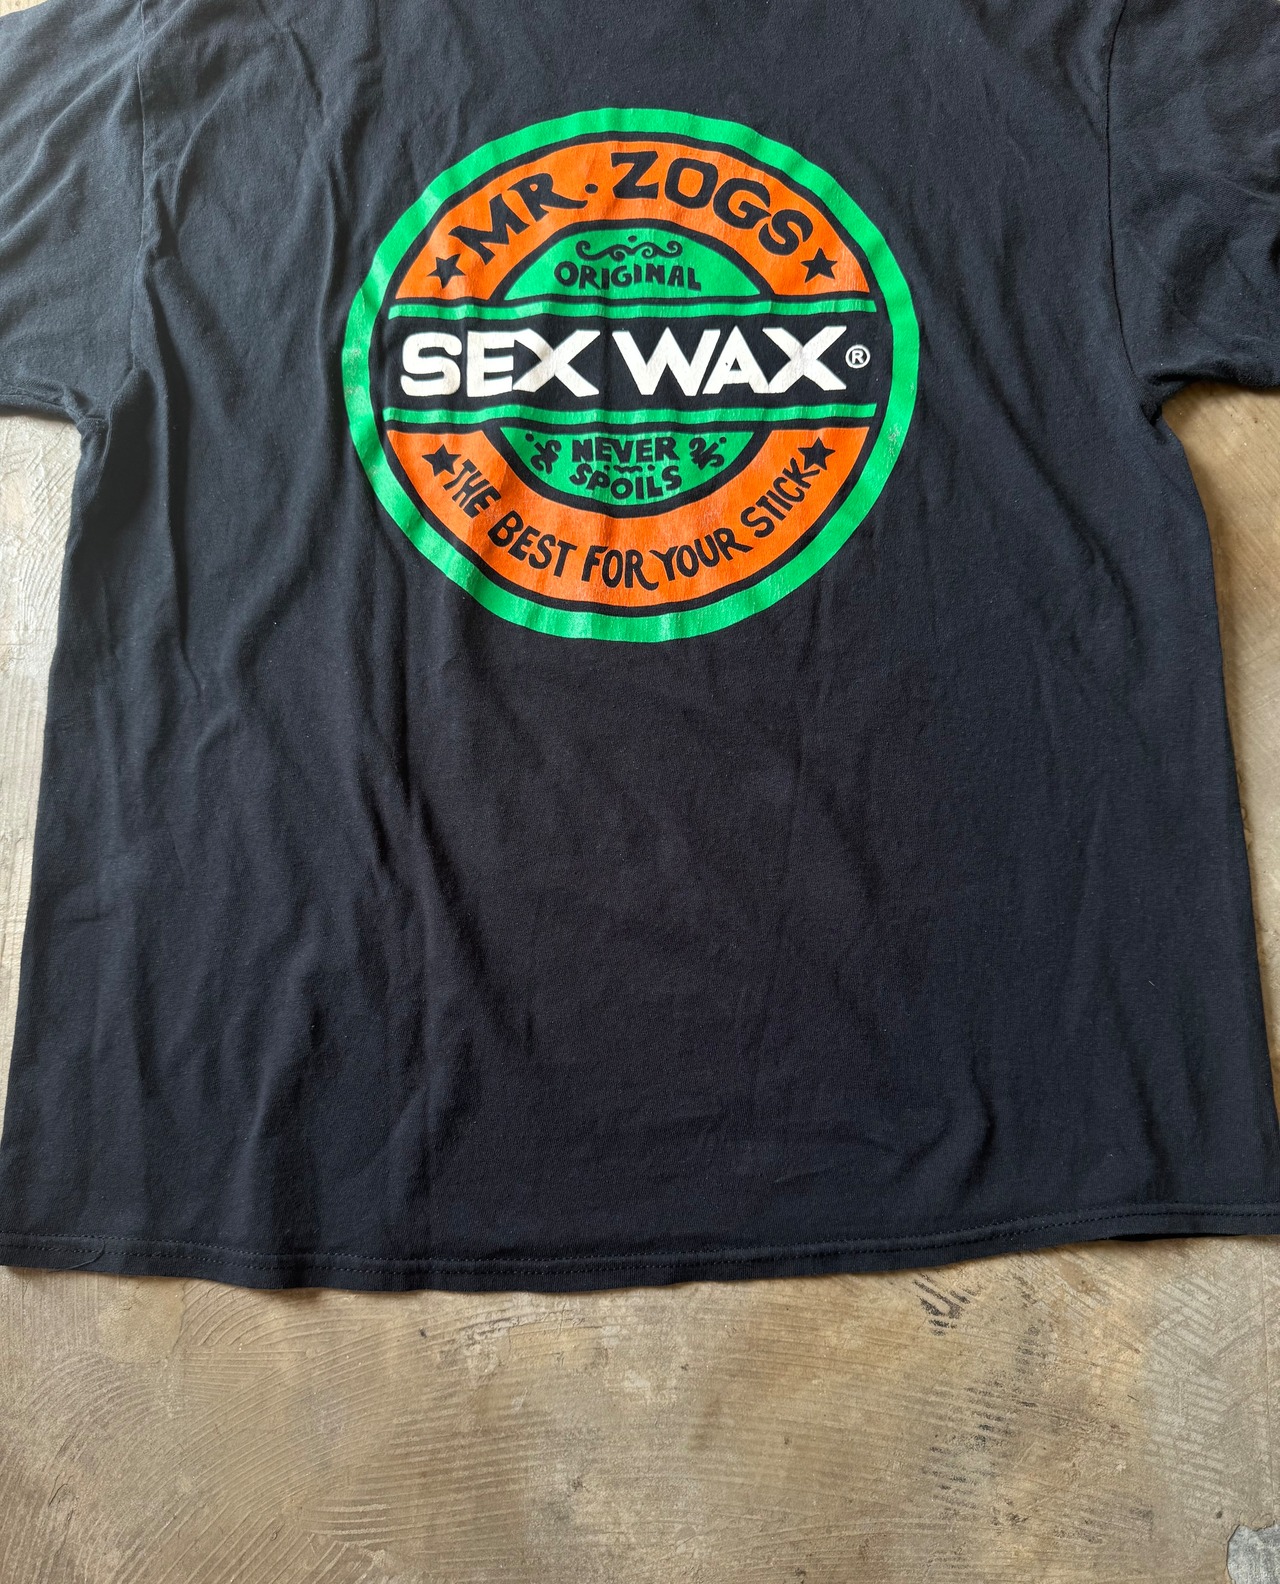 MR. ZOGS
ORIGINAL
SEX WAX®
NEVER
SPOILS
THE BEST FOR YOUR STICK